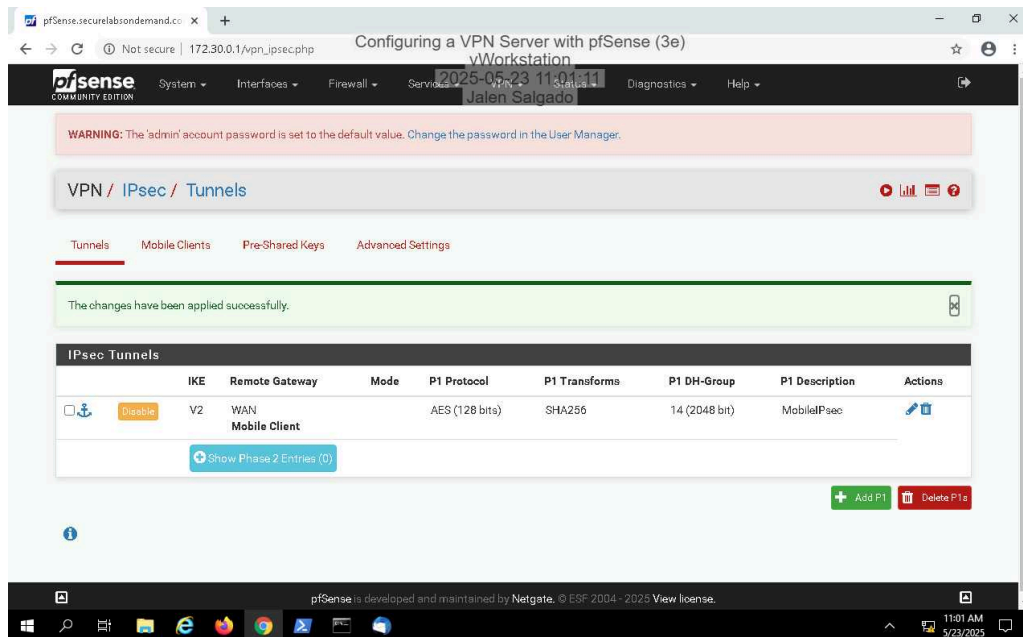 pfSense.securelabsondemand.co
Not secure | 172.30.0.1/vpn_ipsec.php
Configuring a VPN Server with pfSense (3e)
vWorkstation
2025-05-23 11:01:11
Jalen Salgado
pfsense
COMMUNITY EDITION
System Interfaces Firewall Services VPN Status Diagnostics Help
WARNING: The 'admin' account password is set to the default value. Change the password in the User Manager.
VPN / IPsec / Tunnels
Tunnels Mobile Clients Pre-Shared Keys Advanced Settings
The changes have been applied successfully.
IPsec Tunnels
IKE Remote Gateway Mode P1 Protocol P1 Transforms P1 DH-Group P1 Description Actions
Disable V2 WAN AES (128 bits) SHA256 14 (2048 bit) MobileIPsec
Mobile Client
Show Phase 2 Entries (0)
Add P1 Delete P1s
pfSense is developed and maintained by Netgate. © ESF 2004 - 2025 View license.
11:01 AM
5/23/2025